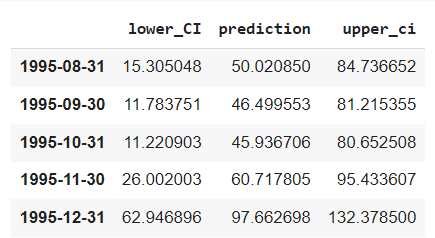 lower_CI prediction upper_ci
1995-08-31 15.305048 50.020850 84.736652
1995-09-30 11.783751 46.499553 81.215355
1995-10-31 11.220903 45.936706 80.652508
1995-11-30 26.002003 60.717805 95.433607
1995-12-31 62.946896 97.662698 132.378500